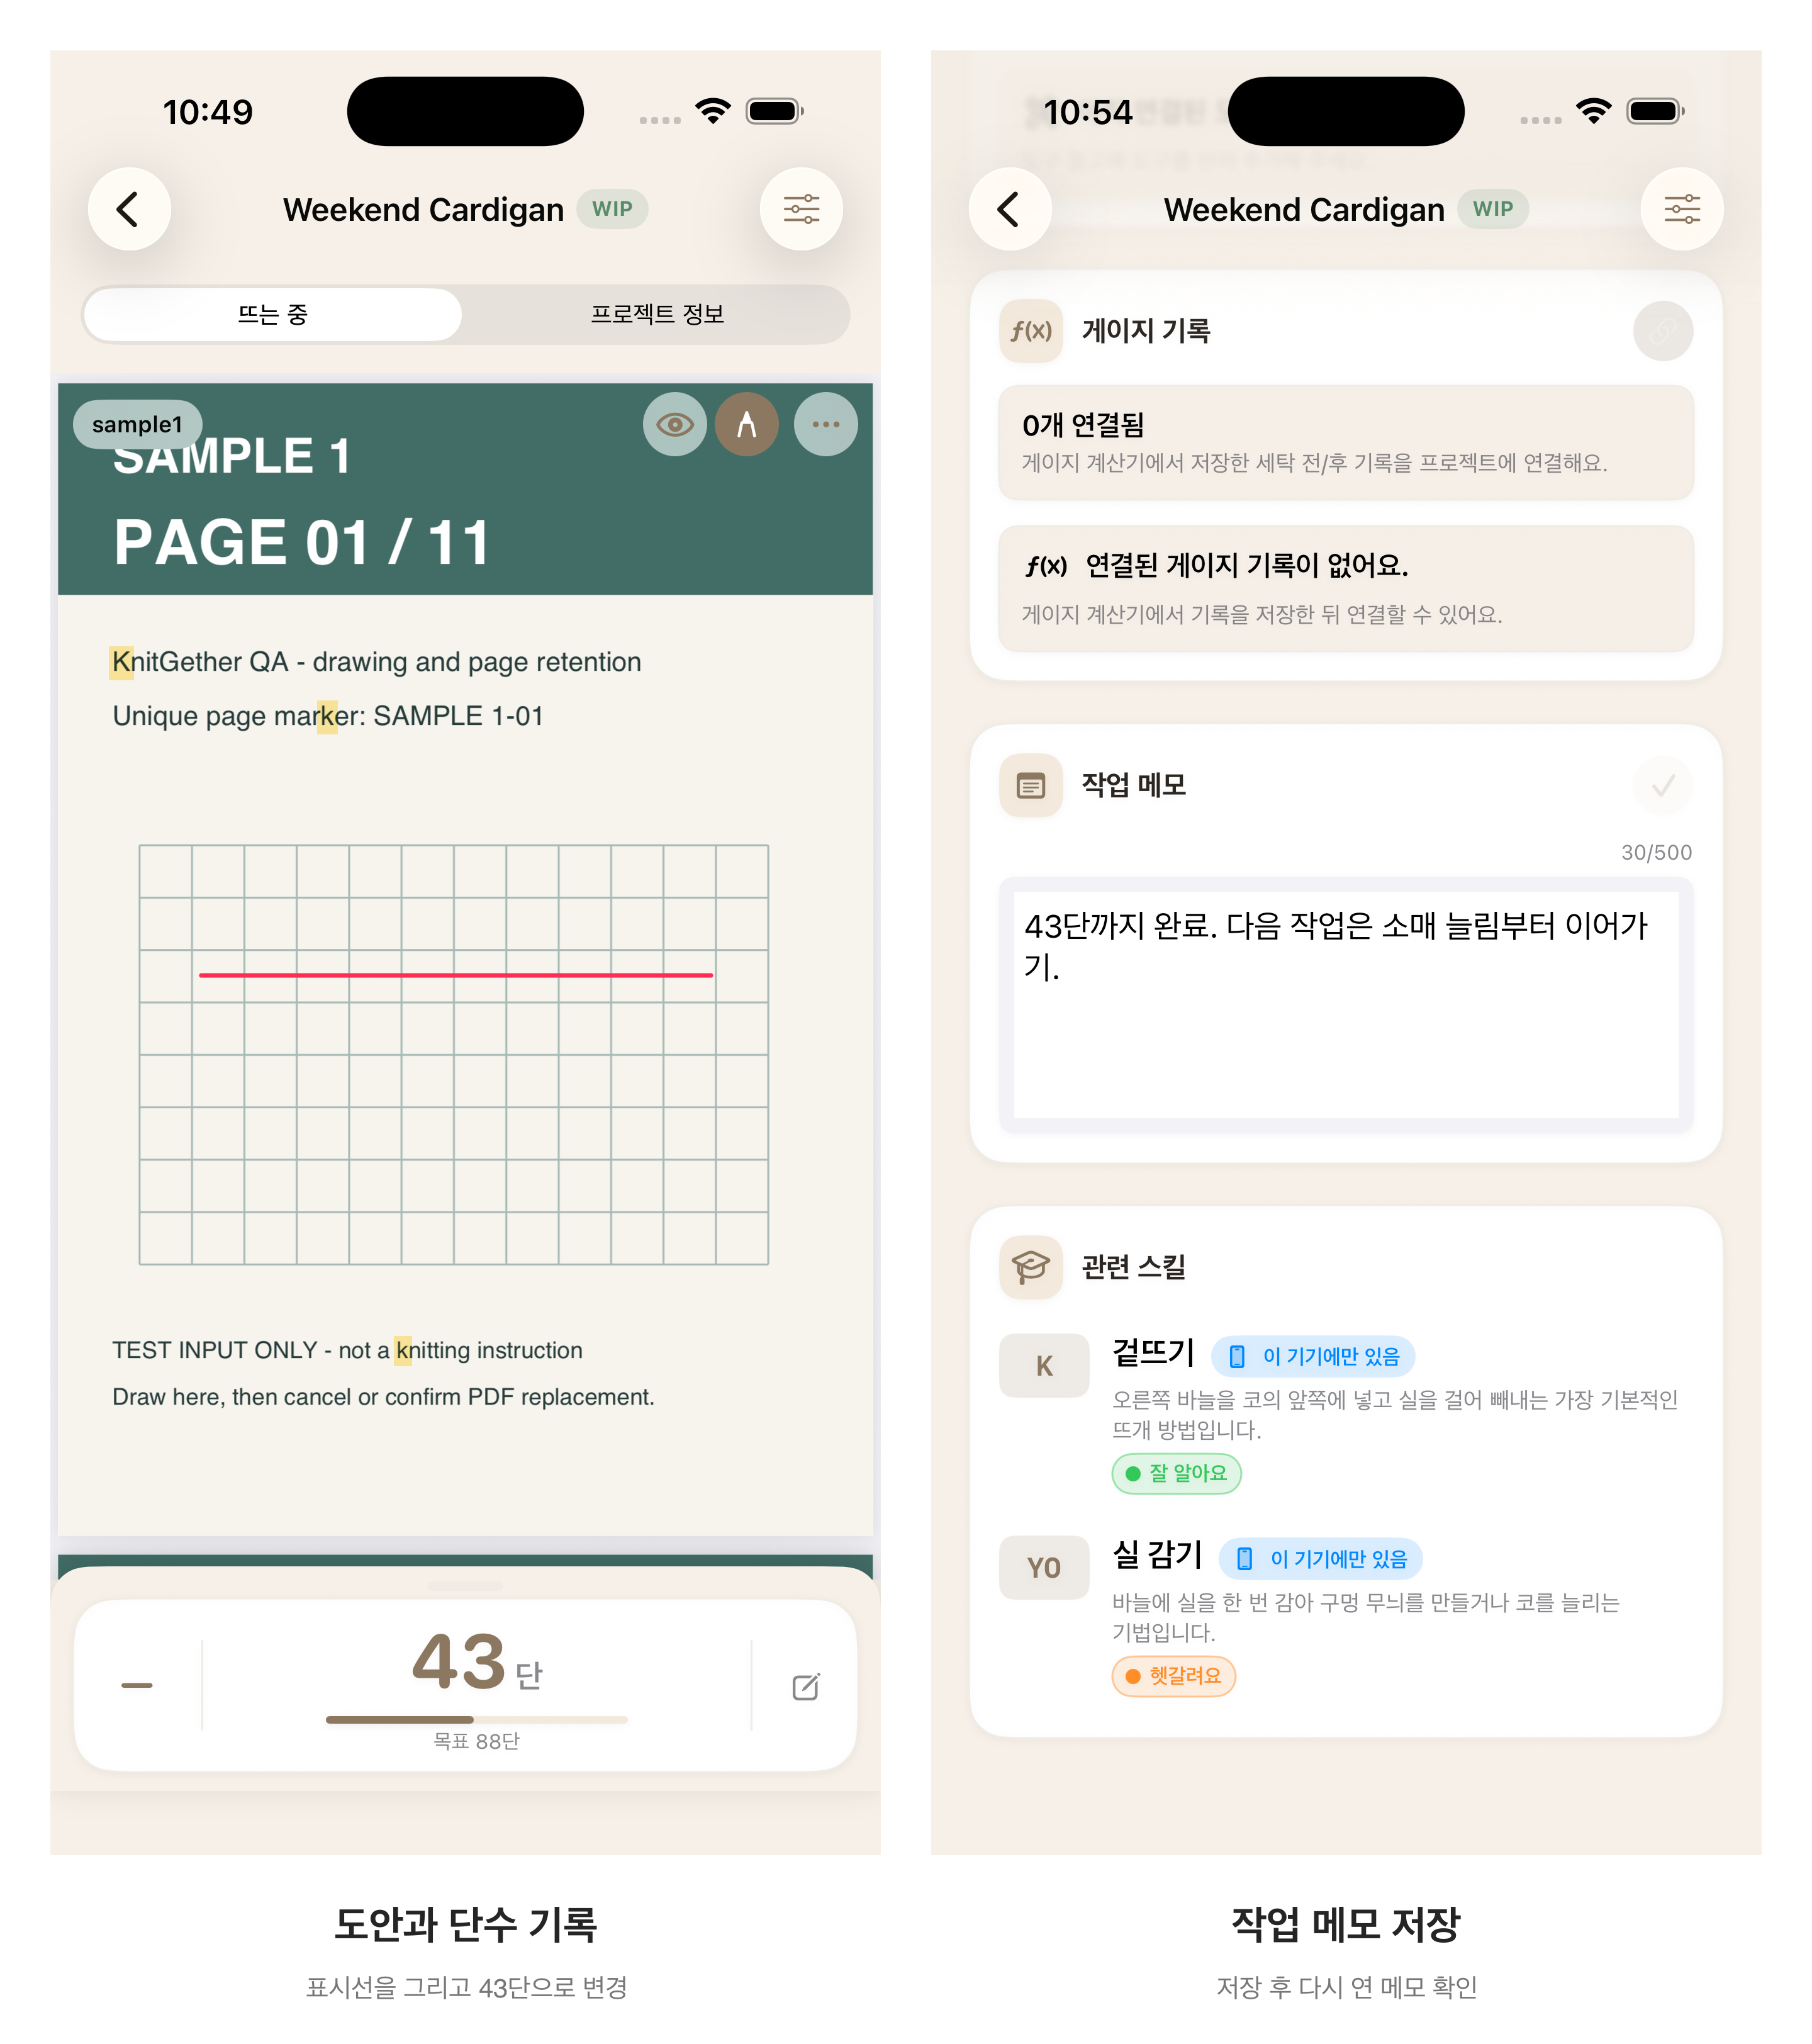 10:49
Weekend Cardigan WIP
뜨는 중
프로젝트 정보
sample1
SAMPLE 1
PAGE 01 / 11
KnitGether QA - drawing and page retention
Unique page marker: SAMPLE 1-01
TEST INPUT ONLY - not a knitting instruction
Draw here, then cancel or confirm PDF replacement.
43 단
목표 88단
도안과 단수 기록
표시선을 그리고 43단으로 변경
10:54
Weekend Cardigan WIP
f(x) 게이지 기록
0개 연결됨
게이지 계산기에서 저장한 세탁 전/후 기록을 프로젝트에 연결해요.
f(x) 연결된 게이지 기록이 없어요.
게이지 계산기에서 기록을 저장한 뒤 연결할 수 있어요.
작업 메모
30/500
43단까지 완료. 다음 작업은 소매 늘림부터 이어가
기.
관련 스킬
K 겉뜨기 이 기기에만 있음
오른쪽 바늘을 코의 앞쪽에 넣고 실을 걸어 빼내는 가장 기본적인
뜨개 방법입니다.
잘 알아요
YO 실 감기 이 기기에만 있음
바늘에 실을 한 번 감아 구멍 무늬를 만들거나 코를 늘리는
기법입니다.
헷갈려요
작업 메모 저장
저장 후 다시 연 메모 확인